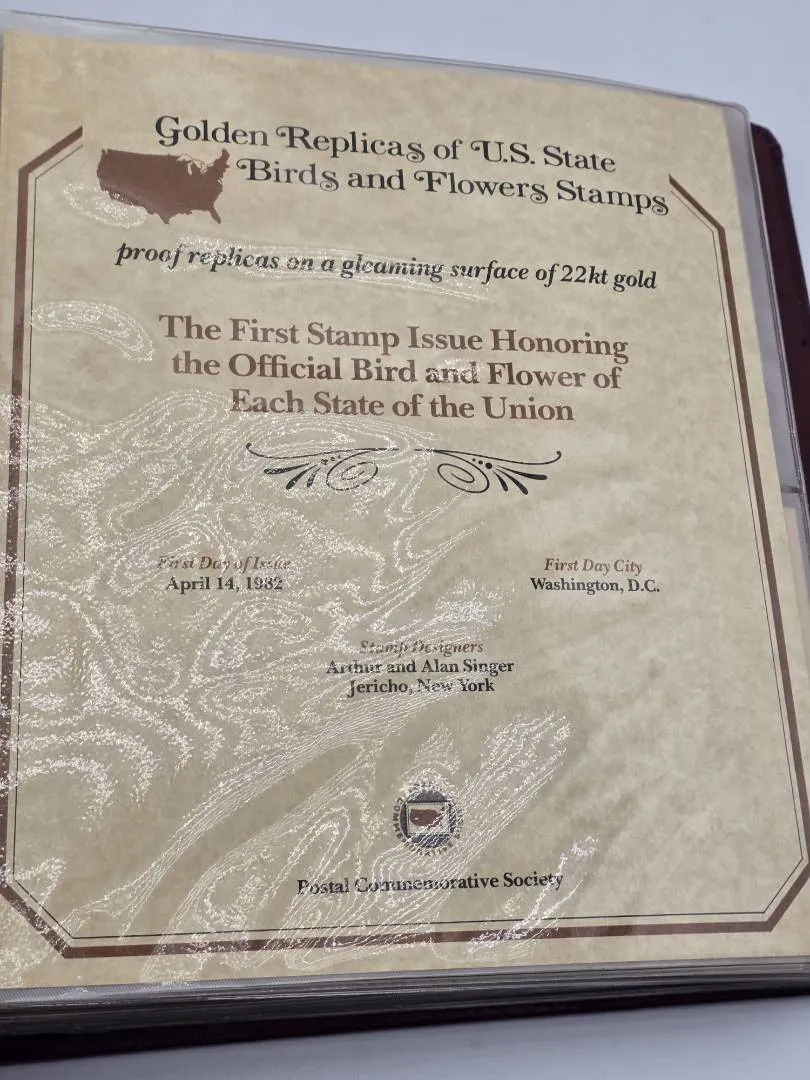 Golden Replicas of U.S. State
Birds and Flowers Stamps
proof replicas on a gleaming surface of 22kt gold
The First Stamp Issue Honoring
the Official Bird and Flower of
Each State of the Union
First Day of Issue
April 14, 1982
First Day City
Washington, D.C.
Stamp Designers
Arthur and Alan Singer
Jericho, New York
Postal Commemorative Society